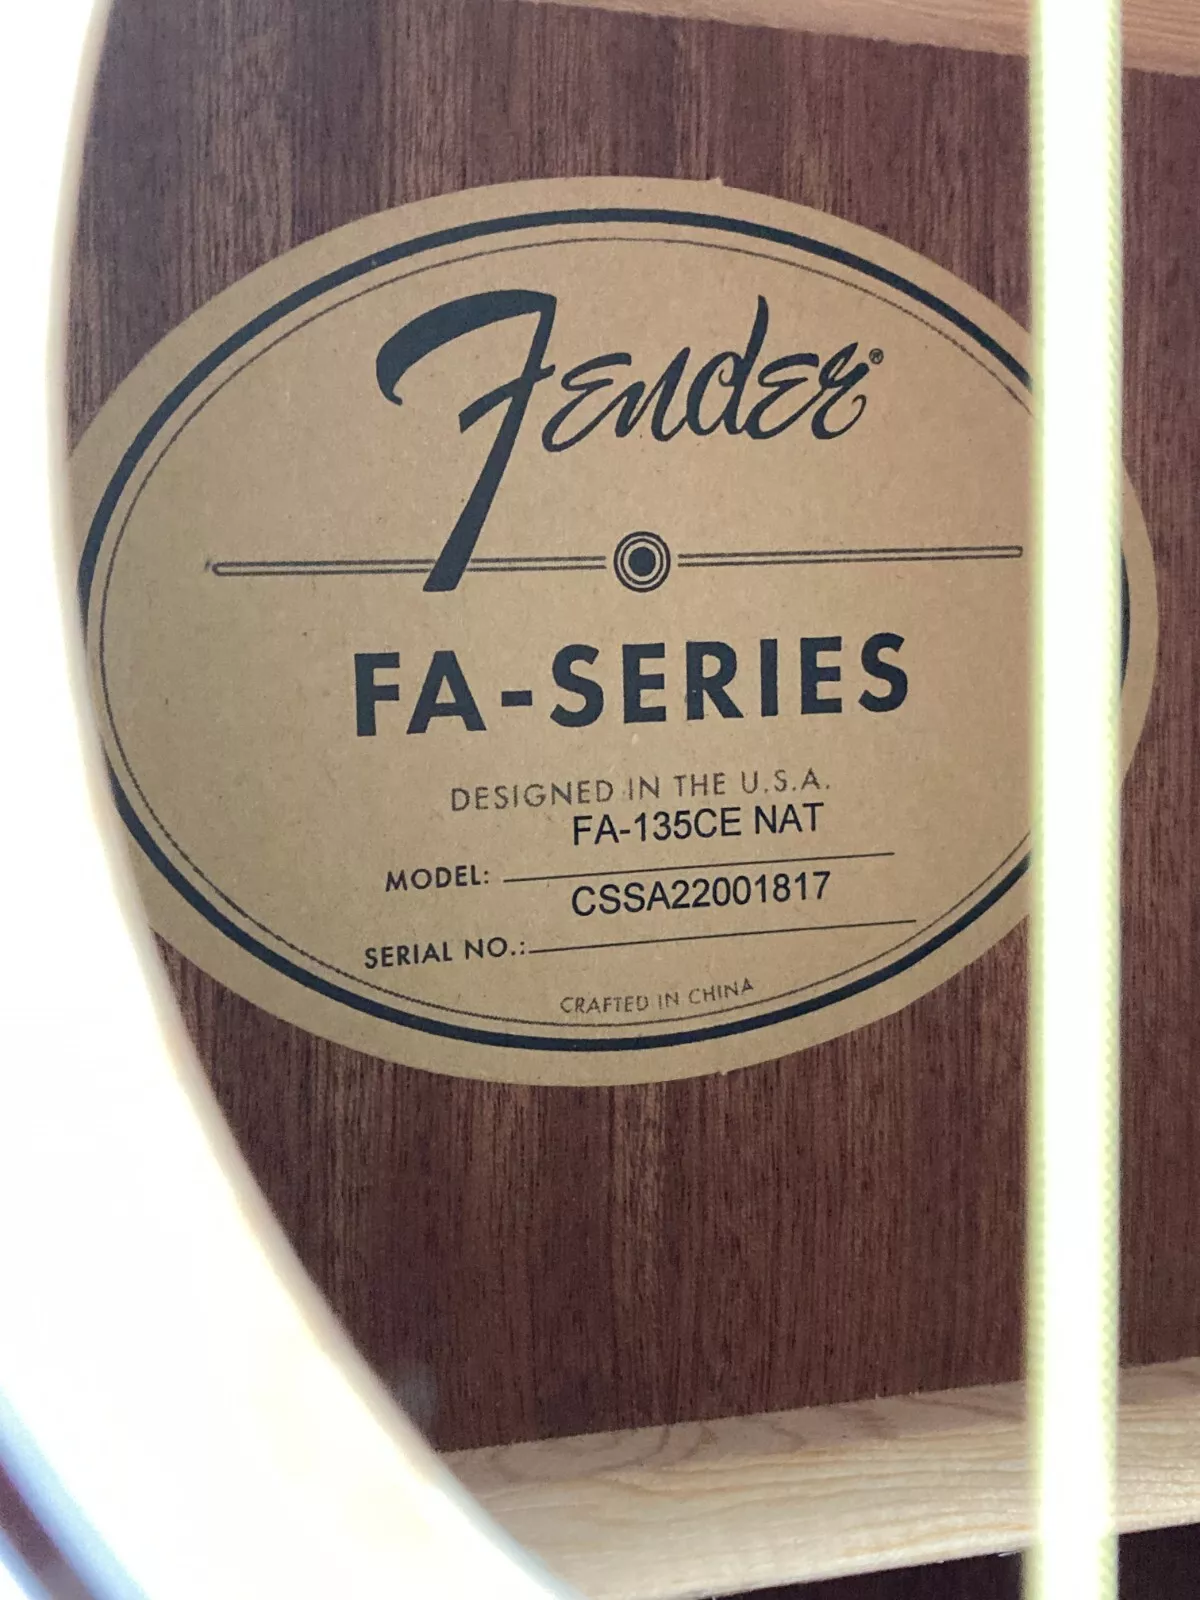 Fender®
FA-SERIES
DESIGNED IN THE U.S.A.
FA-135CE NAT
MODEL:
CSSA22001817
SERIAL NO.:
CRAFTED IN CHINA